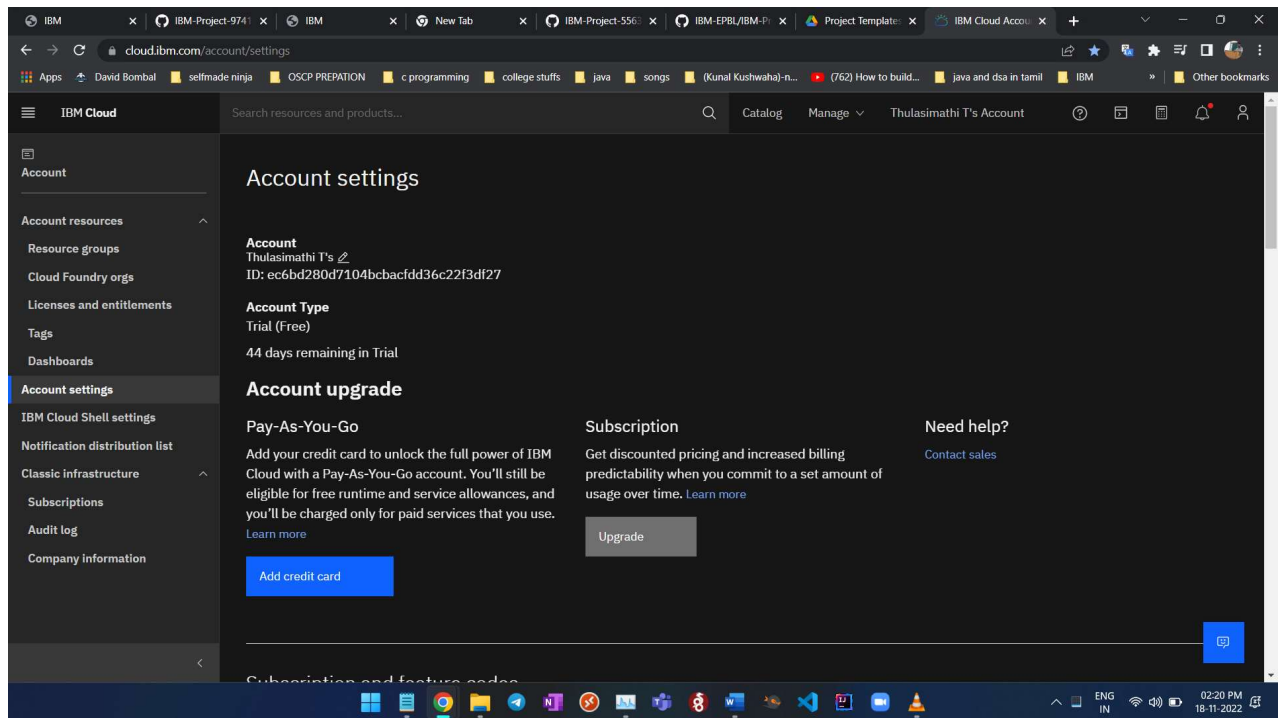 IBM
IBM-Project-9741
IBM
New Tab
IBM-Project-5563
IBM-EPBL/IBM-P
Project Templates
IBM Cloud Accou
cloud.ibm.com/account/settings
Apps
David Bombal
selfmade ninja
OSCP PREPATION
c programming
college stuffs
java
songs
(Kunal Kushwaha)-n...
(762) How to build...
java and dsa in tamil
IBM
»
Other bookmarks
IBM Cloud
Search resources and products...
Catalog
Manage
Thulasimathi T's Account
Account
Account resources
Resource groups
Cloud Foundry orgs
Licenses and entitlements
Tags
Dashboards
Account settings
IBM Cloud Shell settings
Notification distribution list
Classic infrastructure
Subscriptions
Audit log
Company information
Account settings
Account
Thulasimathi T's
ID: ec6bd280d7104bcbacfdd36c22f3df27
Account Type
Trial (Free)
44 days remaining in Trial
Account upgrade
Pay-As-You-Go
Add your credit card to unlock the full power of IBM
Cloud with a Pay-As-You-Go account. You'll still be
eligible for free runtime and service allowances, and
you'll be charged only for paid services that you use.
Learn more
Add credit card
Subscription
Get discounted pricing and increased billing
predictability when you commit to a set amount of
usage over time. Learn more
Upgrade
Need help?
Contact sales
Subscription and feature codes
ENG
IN
02:20 PM
18-11-2022